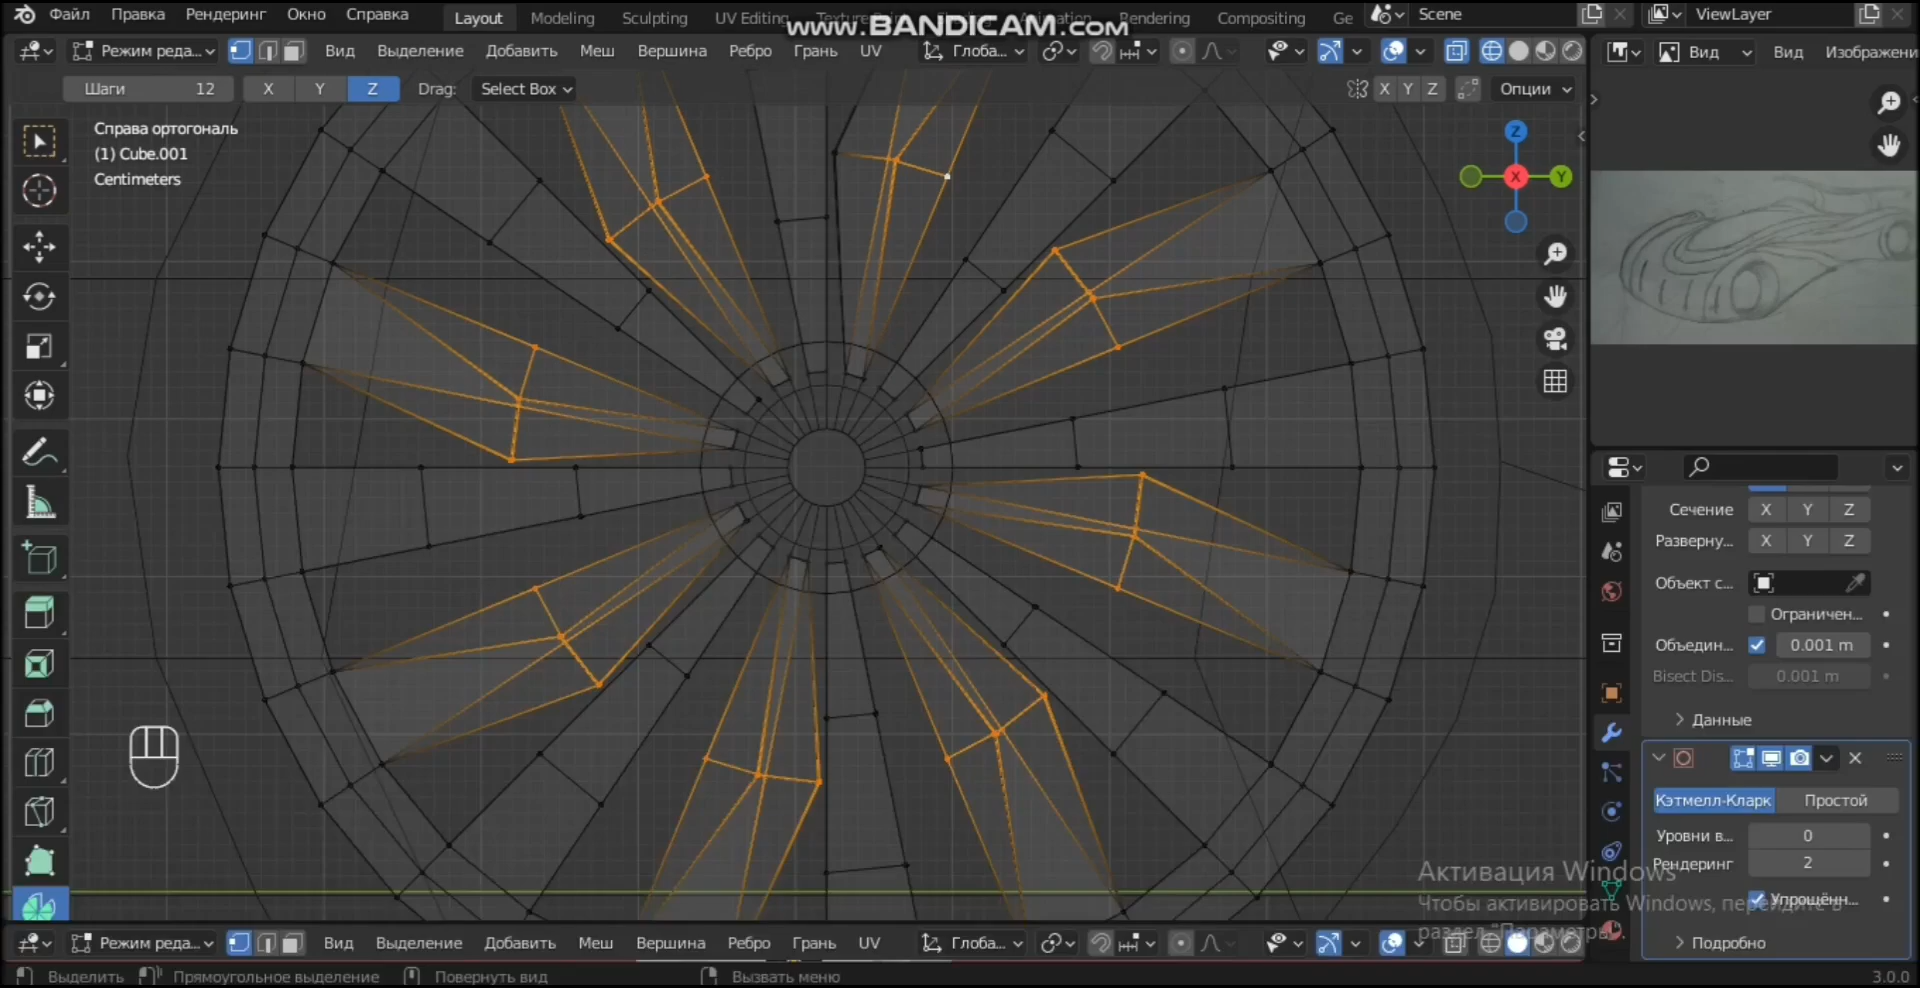 Файл Правка Рендеринг Окно Справка Layout Modeling Sculpting UV Editing Rendering Compositing Ge Scene ViewLayer
www.BANDICAM.com
Режим реда... Вид Выделение Добавить Меш Вершина Ребро Грань UV Глоба... Вид Вид Изображени
Шаги 12 X Y Z Drag: Select Box X Y Z Опции
Справа ортогональ
(1) Cube.001
Centimeters
Z
X Y
Сечение X Y Z
Разверну... X Y Z
Объект с...
Ограничен...
Объедин... 0.001 m
Bisect Dis... 0.001 m
Данные
Кэтмелл-Кларк Простой
Уровни в... 0
Рендеринг 2
Упрощённ...
Подробно
Активация Windows
Чтобы активировать Windows, перейдите в
раздел "Параметры".
Режим реда... Вид Выделение Добавить Меш Вершина Ребро Грань UV Глоба...
Выделить Прямоугольное выделение Повернуть вид Вызвать меню 3.0.0